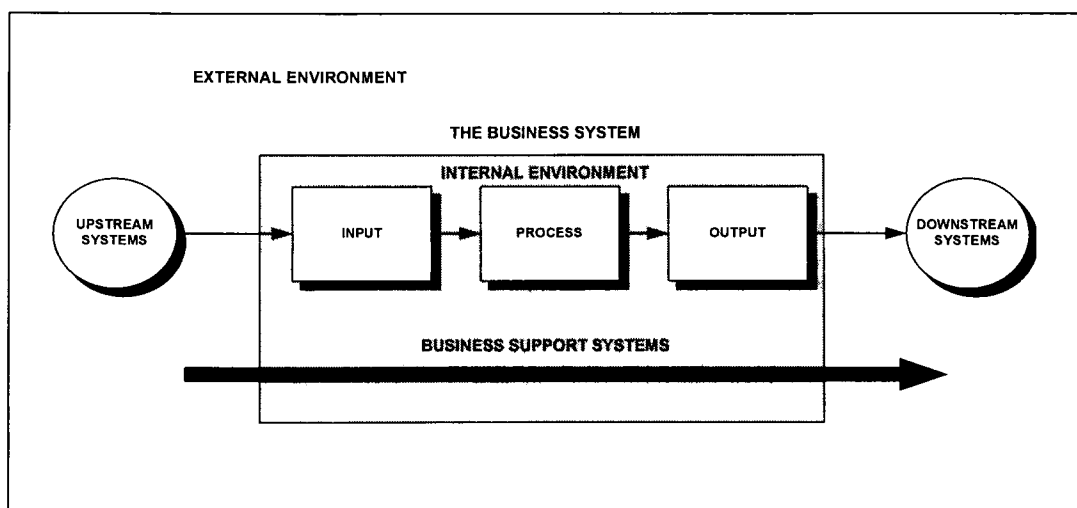 EXTERNAL ENVIRONMENT
THE BUSINESS SYSTEM
INTERNAL ENVIRONMENT
UPSTREAM
SYSTEMS
INPUT
PROCESS
OUTPUT
DOWNSTREAM
SYSTEMS
BUSINESS SUPPORT SYSTEMS